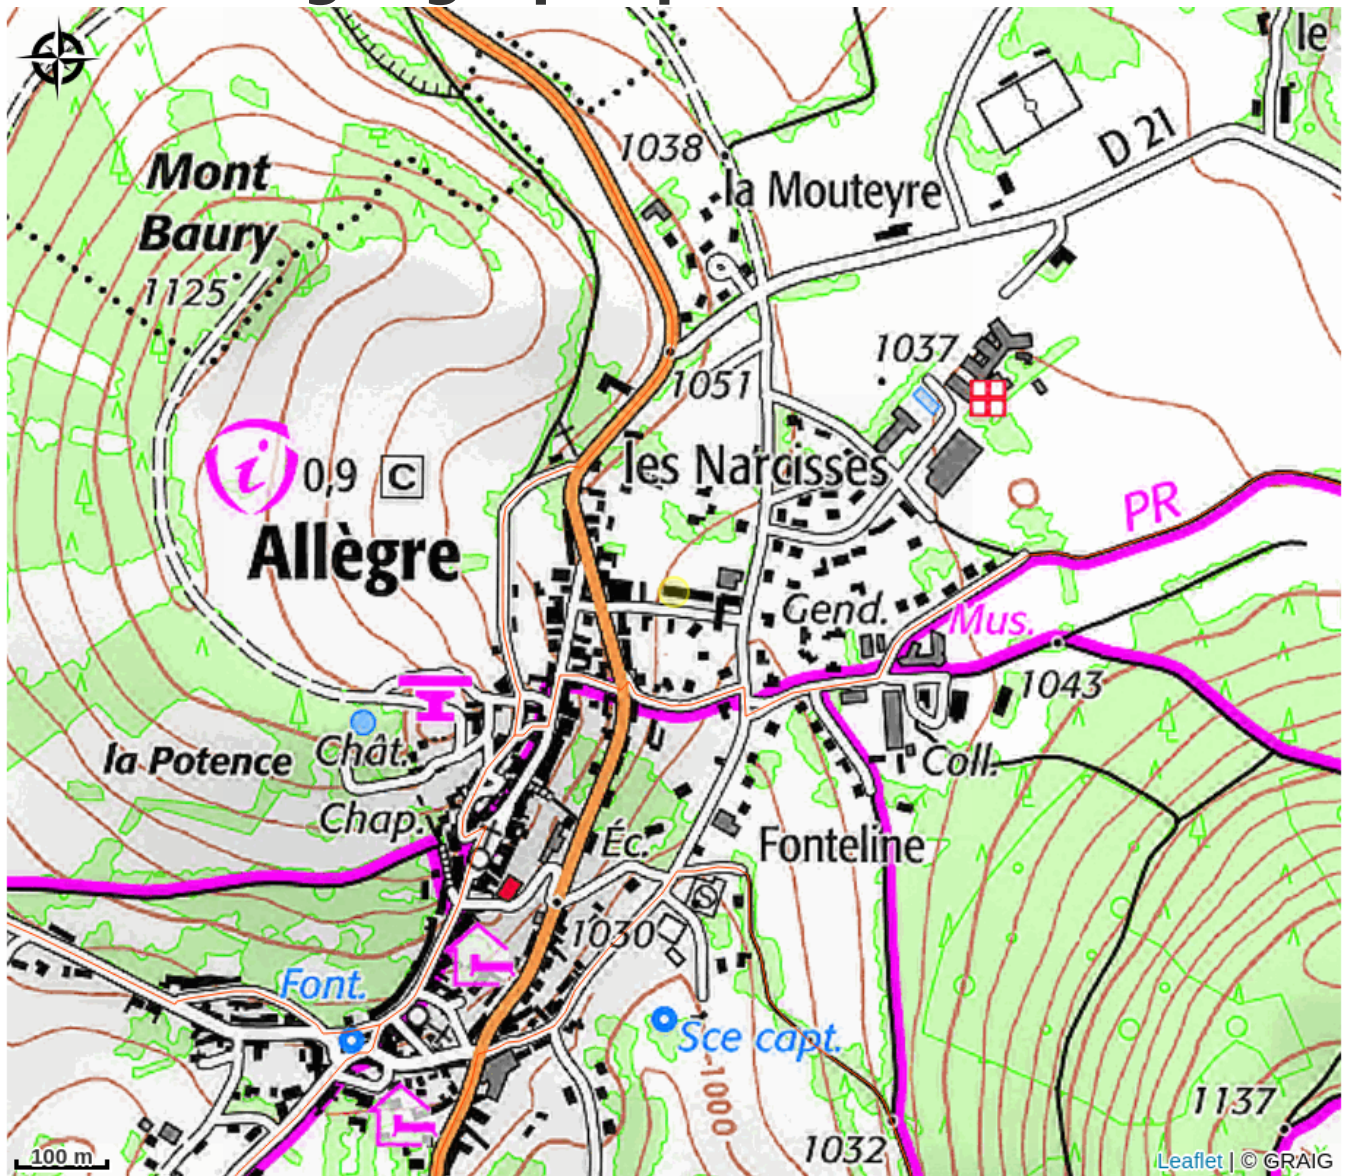 le
D 21
1038
la Mouteyre
Mont
Baury
1125
1037
1051
les Narcisses
i 0,9 C
PR
Allègre
Gend.
Mus.
1043
la Potence
Chât.
Coll.
Chap.
Éc.
Fonteline
S
1030
Font.
Sce capt.
1000
1137
1032
100 m
Leaflet | © GRAIG